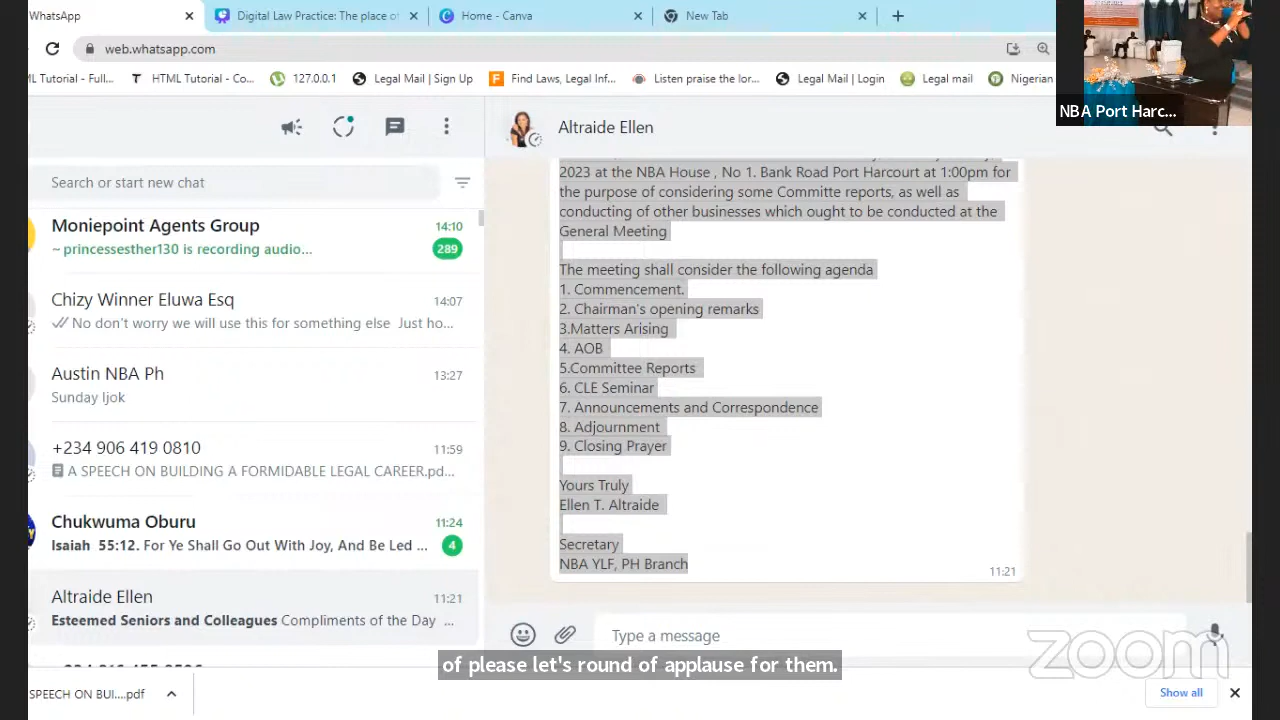 WhatsApp
Digital Law Practice: The place o
Home - Canva
New Tab
web.whatsapp.com
ML Tutorial - Full...
HTML Tutorial - Co...
127.0.0.1
Legal Mail | Sign Up
Find Laws, Legal Inf...
Listen praise the lor...
Legal Mail | Login
Legal mail
Nigerian
NBA Port Harc...
Altraide Ellen
Search or start new chat
Moniepoint Agents Group
14:10
~ princessesther130 is recording audio...
289
Chizy Winner Eluwa Esq
14:07
No don't worry we will use this for something else Just ho...
Austin NBA Ph
13:27
Sunday Ijok
+234 906 419 0810
11:59
A SPEECH ON BUILDING A FORMIDABLE LEGAL CAREER.pd...
Chukwuma Oburu
11:24
Isaiah 55:12. For Ye Shall Go Out With Joy, And Be Led ...
4
Altraide Ellen
11:21
Esteemed Seniors and Colleagues Compliments of the Day ...
2023 at the NBA House , No 1. Bank Road Port Harcourt at 1:00pm for
the purpose of considering some Committe reports, as well as
conducting of other businesses which ought to be conducted at the
General Meeting
The meeting shall consider the following agenda
1. Commencement.
2. Chairman's opening remarks
3.Matters Arising
4. AOB
5.Committee Reports
6. CLE Seminar
7. Announcements and Correspondence
8. Adjournment
9. Closing Prayer
Yours Truly
Ellen T. Altraide
Secretary
NBA YLF, PH Branch
11:21
Type a message
zoom
of please let's round of applause for them.
SPEECH ON BUI....pdf
Show all